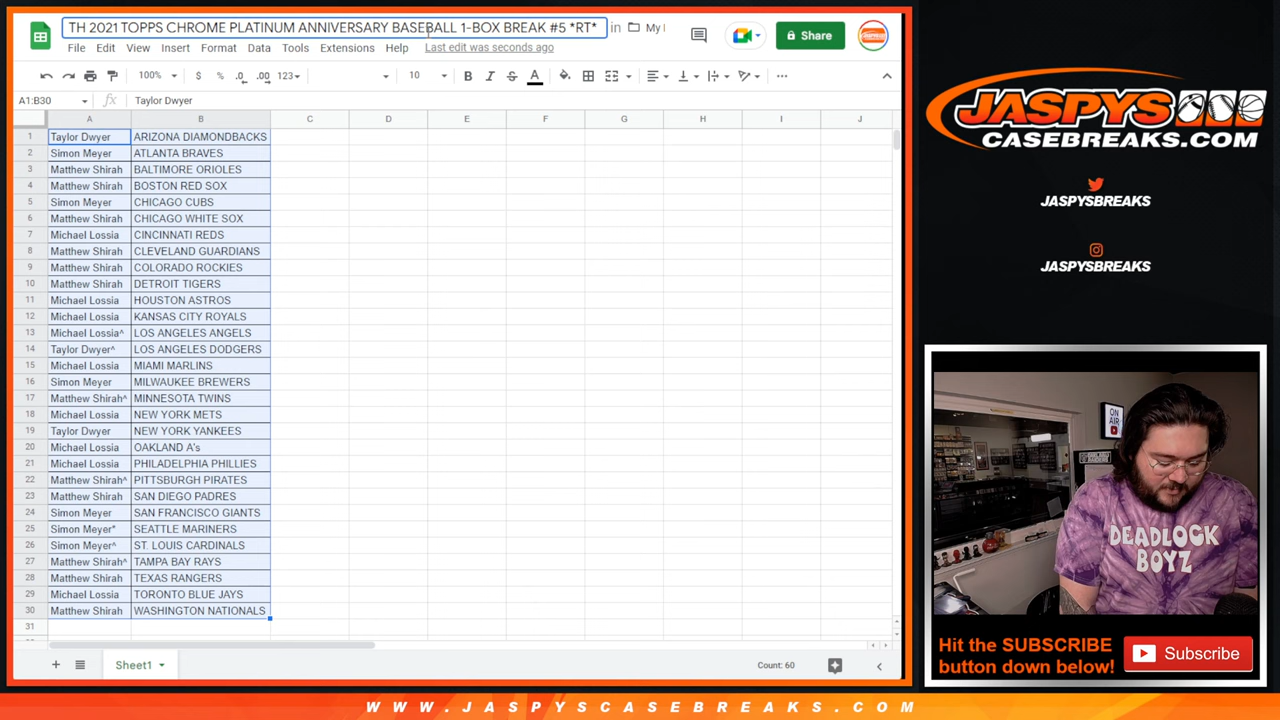 TH 2021 TOPPS CHROME PLATINUM ANNIVERSARY BASEBALL 1-BOX BREAK #5 *RT* in My
File Edit View Insert Format Data Tools Extensions Help Last edit was seconds ago
Share
100% $ % .0 .00 123 10 B I S A
A1:B30 fx Taylor Dwyer
A B C D E F G H I J
1 Taylor Dwyer ARIZONA DIAMONDBACKS
2 Simon Meyer ATLANTA BRAVES
3 Matthew Shirah BALTIMORE ORIOLES
4 Matthew Shirah BOSTON RED SOX
5 Simon Meyer CHICAGO CUBS
6 Matthew Shirah CHICAGO WHITE SOX
7 Michael Lossia CINCINNATI REDS
8 Matthew Shirah CLEVELAND GUARDIANS
9 Matthew Shirah COLORADO ROCKIES
10 Matthew Shirah DETROIT TIGERS
11 Michael Lossia HOUSTON ASTROS
12 Michael Lossia KANSAS CITY ROYALS
13 Michael Lossia^ LOS ANGELES ANGELS
14 Taylor Dwyer^ LOS ANGELES DODGERS
15 Michael Lossia MIAMI MARLINS
16 Simon Meyer MILWAUKEE BREWERS
17 Matthew Shirah^ MINNESOTA TWINS
18 Michael Lossia NEW YORK METS
19 Taylor Dwyer NEW YORK YANKEES
20 Michael Lossia OAKLAND A's
21 Michael Lossia PHILADELPHIA PHILLIES
22 Matthew Shirah^ PITTSBURGH PIRATES
23 Matthew Shirah SAN DIEGO PADRES
24 Simon Meyer SAN FRANCISCO GIANTS
25 Simon Meyer* SEATTLE MARINERS
26 Simon Meyer^ ST. LOUIS CARDINALS
27 Matthew Shirah^ TAMPA BAY RAYS
28 Matthew Shirah TEXAS RANGERS
29 Michael Lossia TORONTO BLUE JAYS
30 Matthew Shirah WASHINGTON NATIONALS
31
Sheet1 Count: 60
JASPYS
CASEBREAKS.COM
JASPYSBREAKS
JASPYSBREAKS
ON
AIR
DEADLOCK
BOYZ
Hit the SUBSCRIBE
button down below!
Subscribe
WWW.JASPYSCASEBREAKS.COM